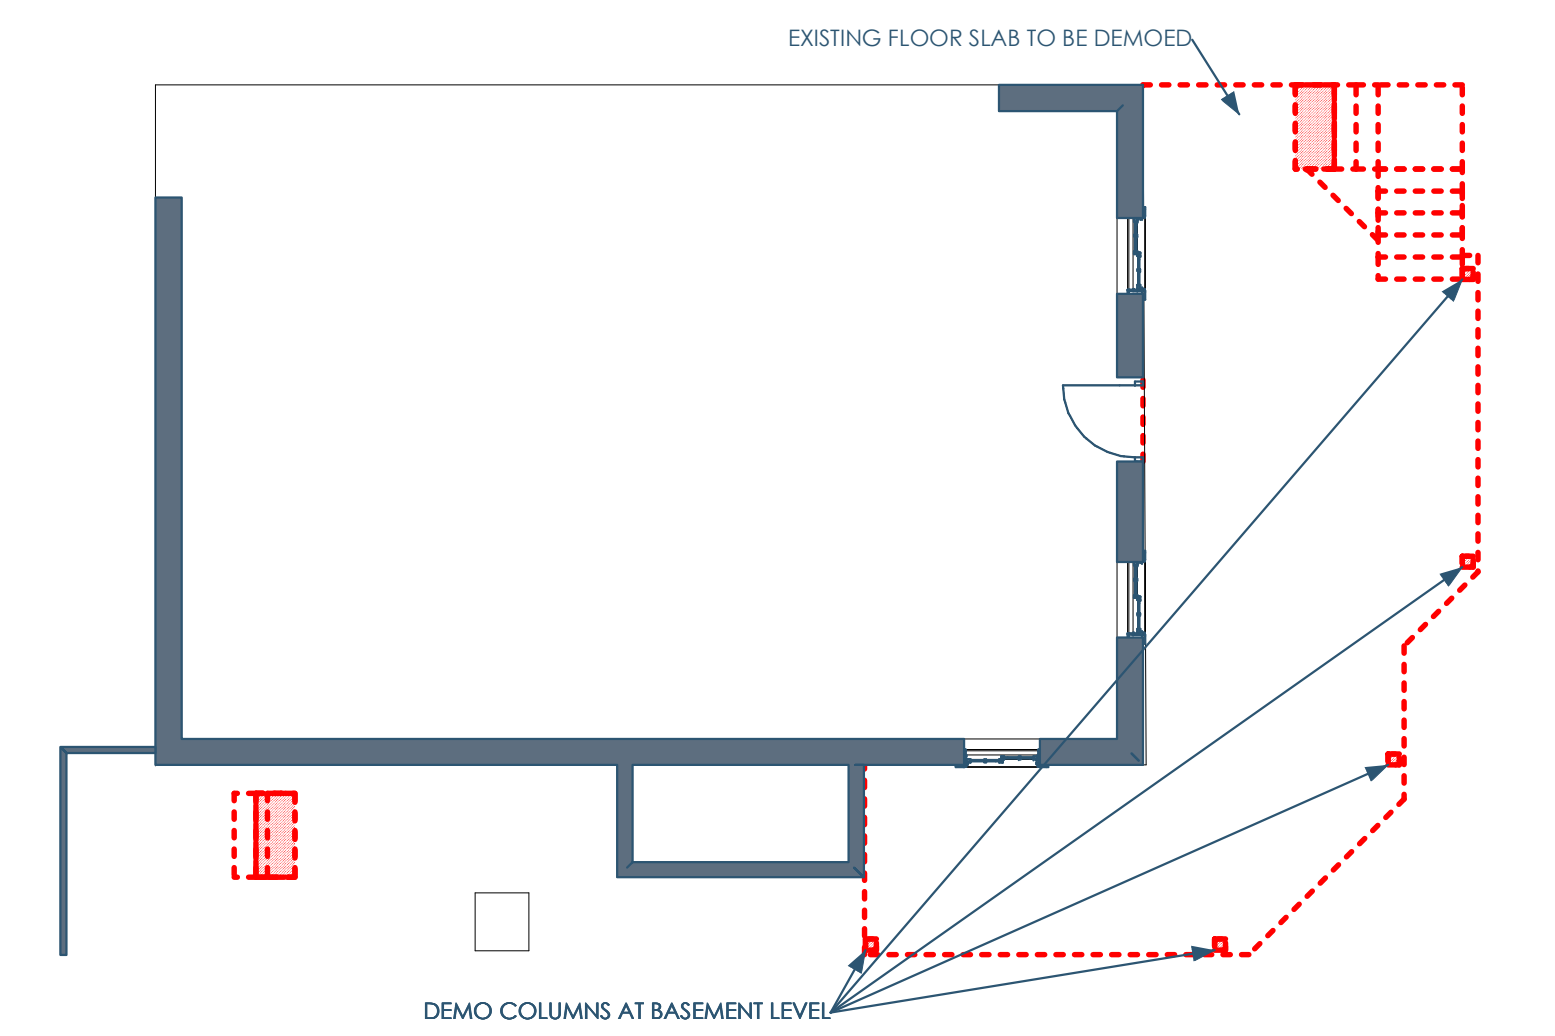 EXISTING FLOOR SLAB TO BE DEMOED
DEMO COLUMNS AT BASEMENT LEVEL